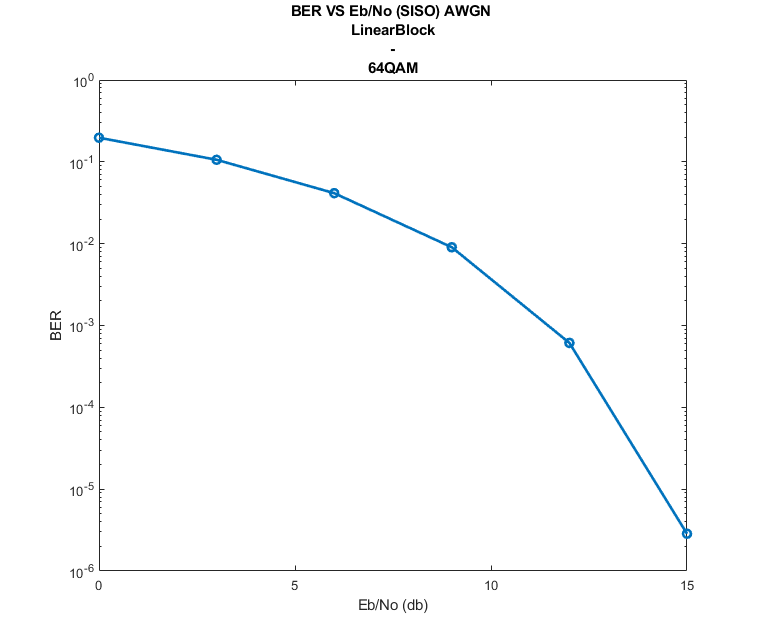 BER VS Eb/No (SISO) AWGN
LinearBlock
-
64QAM
10^0
10^-1
10^-2
10^-3
10^-4
10^-5
10^-6
BER
0 5 10 15
Eb/No (db)